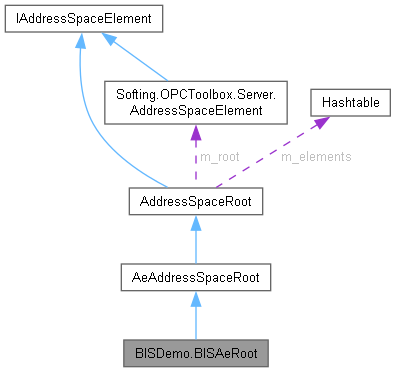 IAddressSpaceElement
Softing.OPCToolbox.Server.
AddressSpaceElement
Hashtable
m_root
m_elements
AddressSpaceRoot
AeAddressSpaceRoot
BISDemo.BISAeRoot